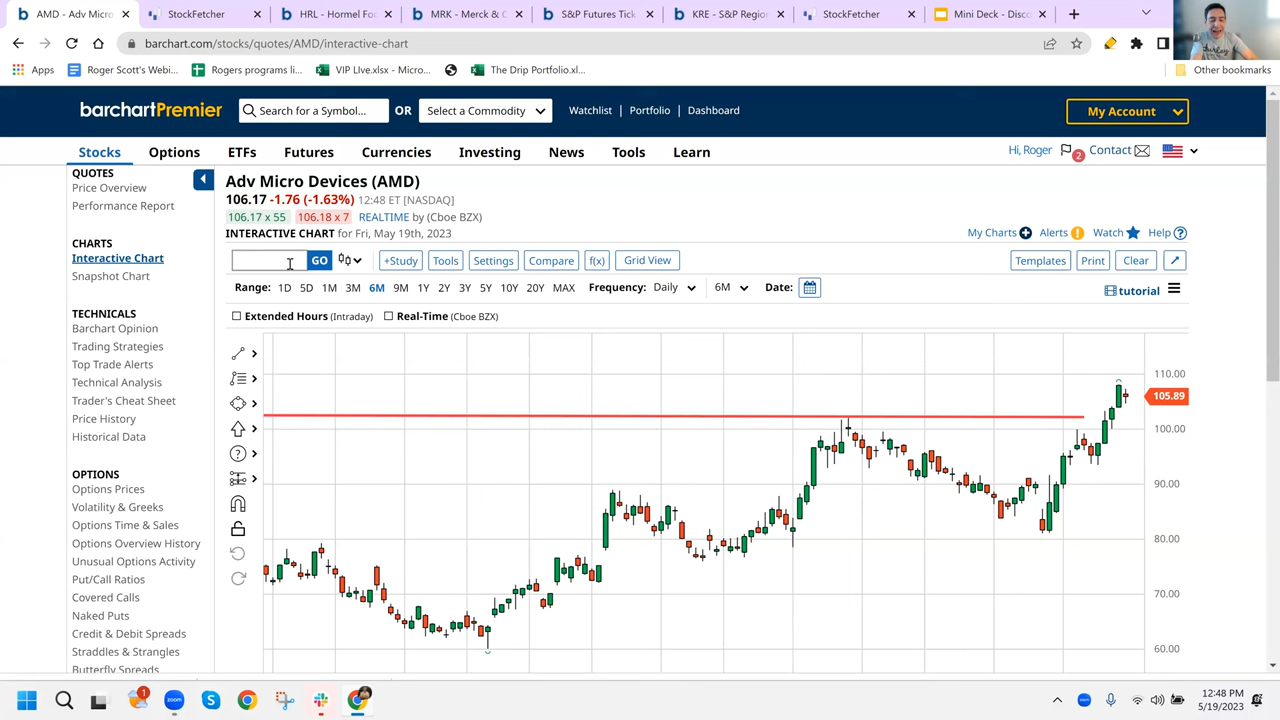 AMD - Adv Micro
StockFetcher
HRL - Hormel Fo
MRK - Merck & C
S&P Futures Tick
KRE - S&P Region
StockFetcher
Mini Deck - Disco
barchart.com/stocks/quotes/AMD/interactive-chart
Apps
Roger Scott's Webi...
Rogers programs li...
VIP LIve.xlsx - Micro...
The Drip Portfolio.xl...
Other bookmarks
barchartPremier
Search for a Symbol...
OR
Select a Commodity
Watchlist | Portfolio | Dashboard
My Account
Stocks Options ETFs Futures Currencies Investing News Tools Learn
Hi, Roger 2 Contact
QUOTES
Price Overview
Performance Report
CHARTS
Interactive Chart
Snapshot Chart
TECHNICALS
Barchart Opinion
Trading Strategies
Top Trade Alerts
Technical Analysis
Trader's Cheat Sheet
Price History
Historical Data
OPTIONS
Options Prices
Volatility & Greeks
Options Time & Sales
Options Overview History
Unusual Options Activity
Put/Call Ratios
Covered Calls
Naked Puts
Credit & Debit Spreads
Straddles & Strangles
Butterfly Spreads
Adv Micro Devices (AMD)
106.17 -1.76 (-1.63%) 12:48 ET [NASDAQ]
106.17 x 55 106.18 x 7 REALTIME by (Cboe BZX)
INTERACTIVE CHART for Fri, May 19th, 2023
My Charts Alerts Watch Help
GO +Study Tools Settings Compare f(x) Grid View Templates Print Clear
Range: 1D 5D 1M 3M 6M 9M 1Y 2Y 3Y 5Y 10Y 20Y MAX Frequency: Daily 6M Date:
tutorial
Extended Hours (Intraday) Real-Time (Cboe BZX)
110.00
105.89
100.00
90.00
80.00
70.00
60.00
1
12:48 PM
5/19/2023